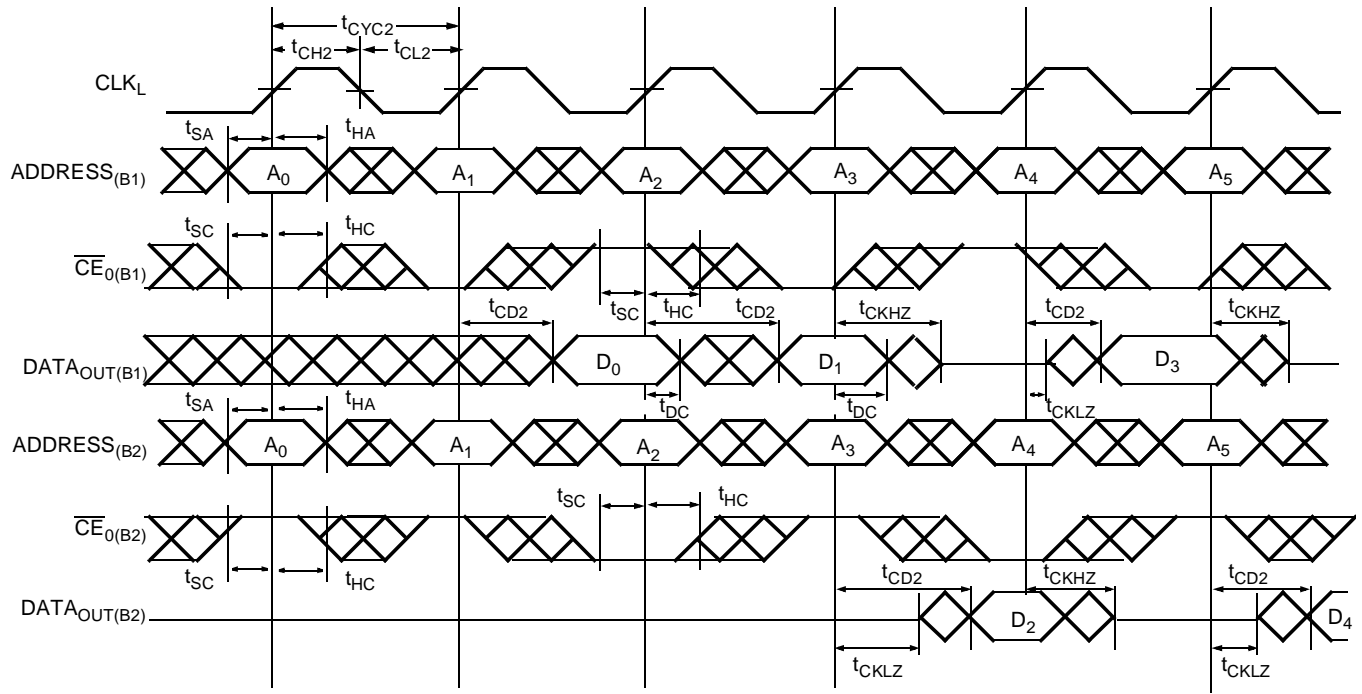 tCYC2
tCH2 tCL2
CLKL
tSA tHA
ADDRESS(B1) A0 A1 A2 A3 A4 A5
tSC tHC
CE0(B1)
tSC tHC
tCD2 tCD2 tCKHZ tCD2 tCKHZ
DATAOUT(B1) D0 D1 D3
tSA tHA tDC tDC tCKLZ
ADDRESS(B2) A0 A1 A2 A3 A4 A5
tSC tHC
CE0(B2)
tSC tHC
tCD2 tCKHZ tCD2
DATAOUT(B2) D2 D4
tCKLZ tCKLZ